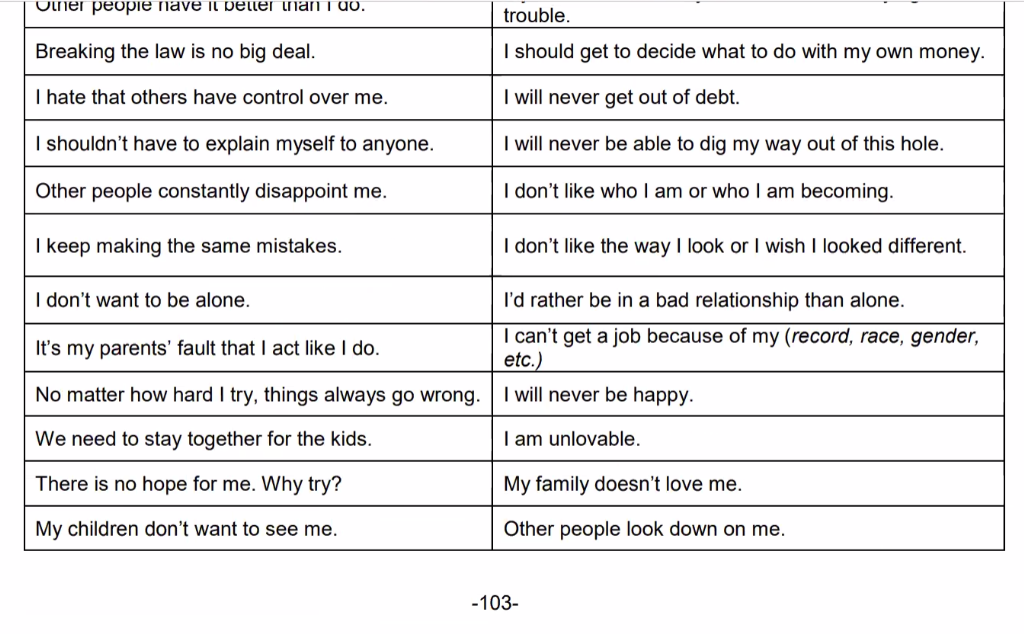 Other people have it better than I do.
trouble.
Breaking the law is no big deal.
I should get to decide what to do with my own money.
I hate that others have control over me.
I will never get out of debt.
I shouldn’t have to explain myself to anyone.
I will never be able to dig my way out of this hole.
Other people constantly disappoint me.
I don’t like who I am or who I am becoming.
I keep making the same mistakes.
I don’t like the way I look or I wish I looked different.
I don’t want to be alone.
I’d rather be in a bad relationship than alone.
It’s my parents’ fault that I act like I do.
I can’t get a job because of my (record, race, gender,
etc.)
No matter how hard I try, things always go wrong.
I will never be happy.
We need to stay together for the kids.
I am unlovable.
There is no hope for me. Why try?
My family doesn’t love me.
My children don’t want to see me.
Other people look down on me.
-103-